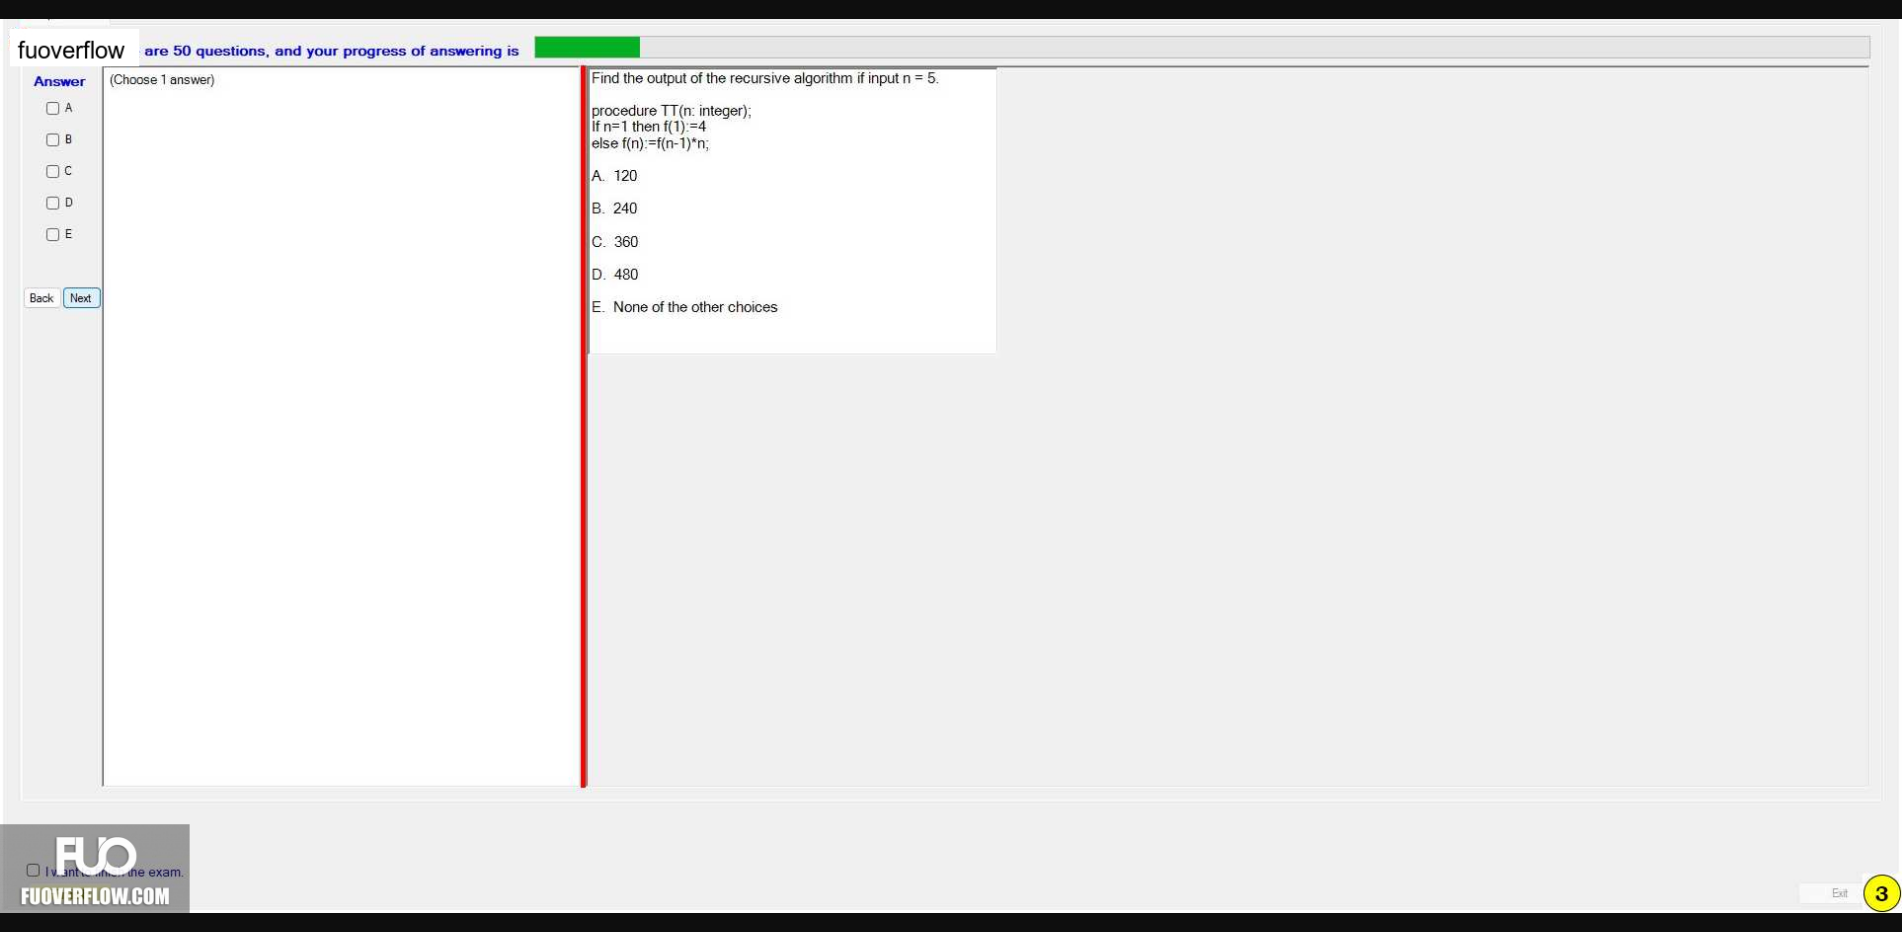 fuoverflow are 50 questions, and your progress of answering is
Answer
A
B
C
D
E
Back Next
(Choose 1 answer)
Find the output of the recursive algorithm if input n = 5.
procedure TT(n: integer);
If n=1 then f(1):=4
else f(n):=f(n-1)*n;
A. 120
B. 240
C. 360
D. 480
E. None of the other choices
FUO
the exam.
FUOVERFLOW.COM
Exit
3